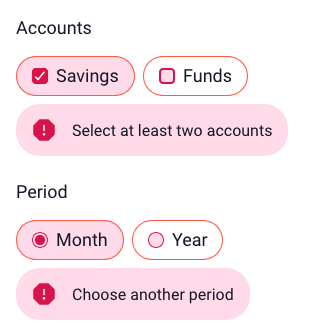 Accounts
Savings Funds
Select at least two accounts
Period
Month Year
Choose another period